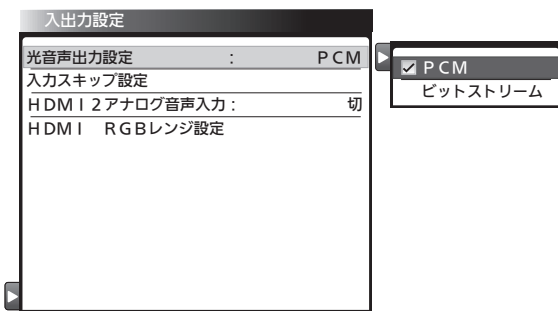 入出力設定
光音声出力設定 : PCM
入力スキップ設定
HDMI2アナログ音声入力: 切
HDMI RGBレンジ設定
PCM
ビットストリーム